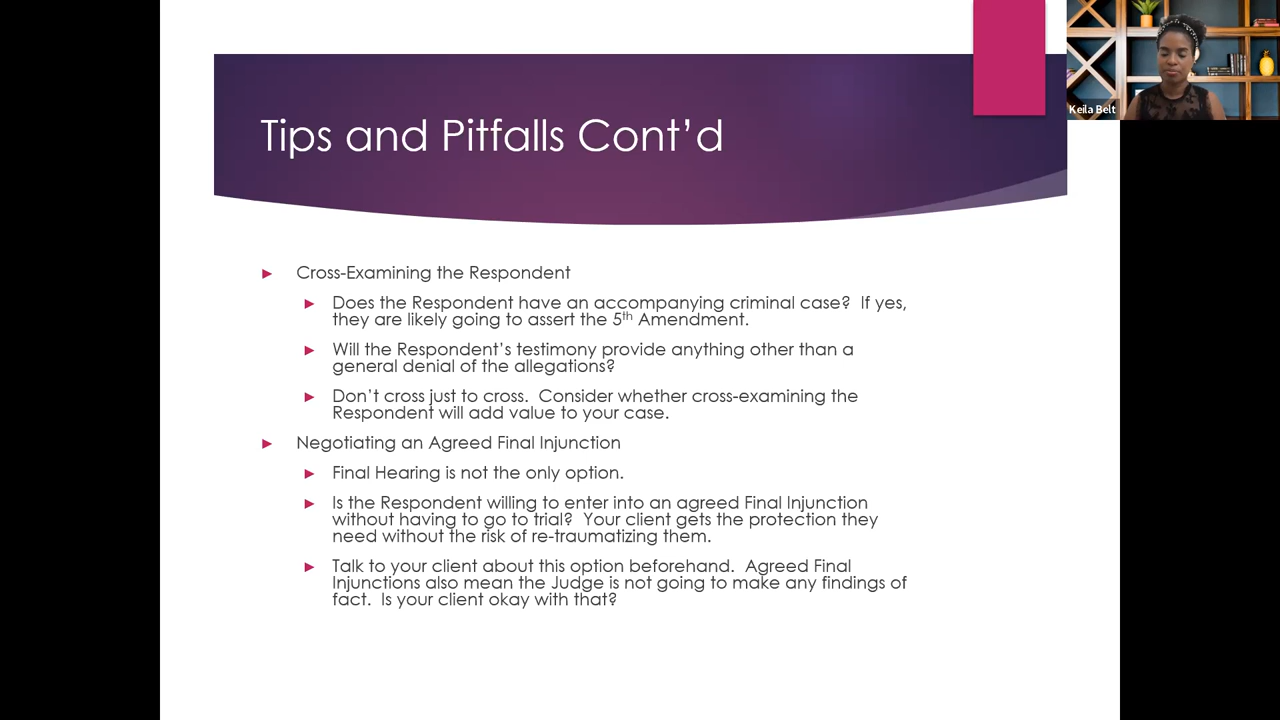 Keila Belt
Tips and Pitfalls Cont’d
Cross-Examining the Respondent
Does the Respondent have an accompanying criminal case?  If yes,
they are likely going to assert the 5th Amendment.
Will the Respondent’s testimony provide anything other than a
general denial of the allegations?
Don’t cross just to cross.  Consider whether cross-examining the
Respondent will add value to your case.
Negotiating an Agreed Final Injunction
Final Hearing is not the only option.
Is the Respondent willing to enter into an agreed Final Injunction
without having to go to trial?  Your client gets the protection they
need without the risk of re-traumatizing them.
Talk to your client about this option beforehand.  Agreed Final
Injunctions also mean the Judge is not going to make any findings of
fact.  Is your client okay with that?